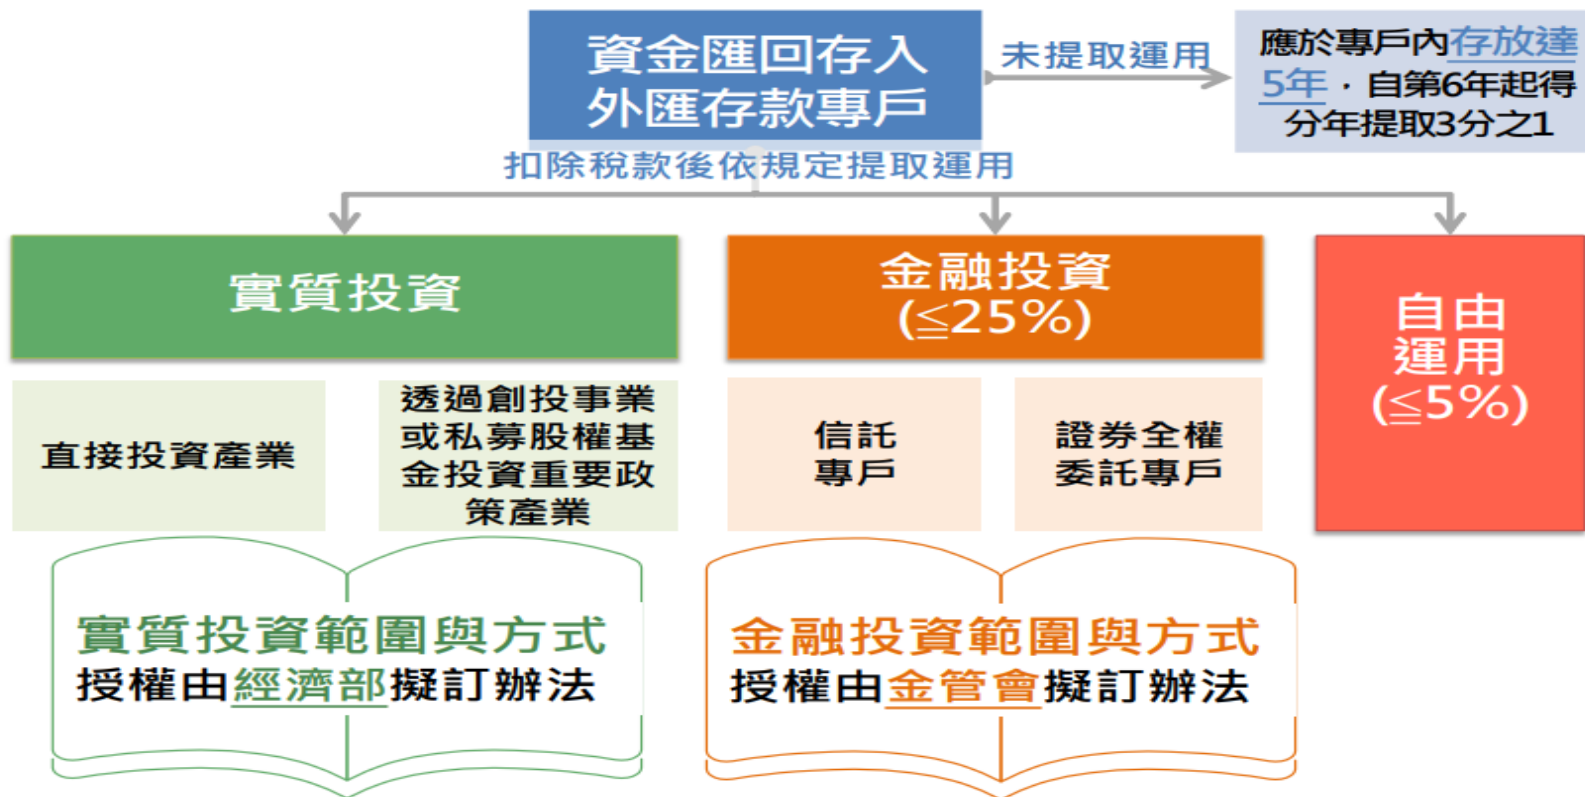 資金匯回存入
外匯存款專戶
未提取運用
應於專戶內存放達
5年，自第6年起得
分年提取3分之1
扣除稅款後依規定提取運用
實質投資
金融投資
(≦25%)
自由
運用
(≦5%)
直接投資產業
透過創投事業
或私募股權基
金投資重要政
策產業
信託
專戶
證券全權
委託專戶
實質投資範圍與方式
授權由經濟部擬訂辦法
金融投資範圍與方式
授權由金管會擬訂辦法